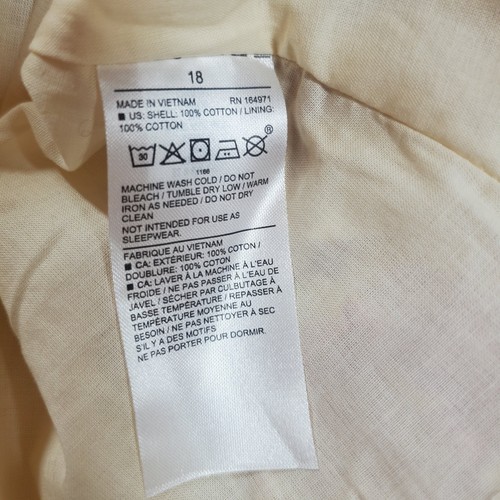 18
MADE IN VIETNAM RN 164971
■ US: SHELL: 100% COTTON / LINING:
100% COTTON
30
®
1166
MACHINE WASH COLD / DO NOT
BLEACH / TUMBLE DRY LOW / WARM
IRON AS NEEDED / DO NOT DRY
CLEAN
NOT INTENDED FOR USE AS
SLEEPWEAR.
FABRIQUE AU VIETNAM
■ CA: EXTÉRIEUR: 100% COTON /
DOUBLURE: 100% COTON
■ CA: LAVER À LA MACHINE À L'EAU
FROIDE / NE PAS PASSER À L'EAU DE
JAVEL / SÉCHER PAR CULBUTAGE À
BASSE TEMPÉRATURE / REPASSER À
TEMPÉRATURE MOYENNE AU
BESOIN / NE PAS NETTOYER À SEC
S'IL Y A DES MOTIFS
NE PAS PORTER POUR DORMIR.